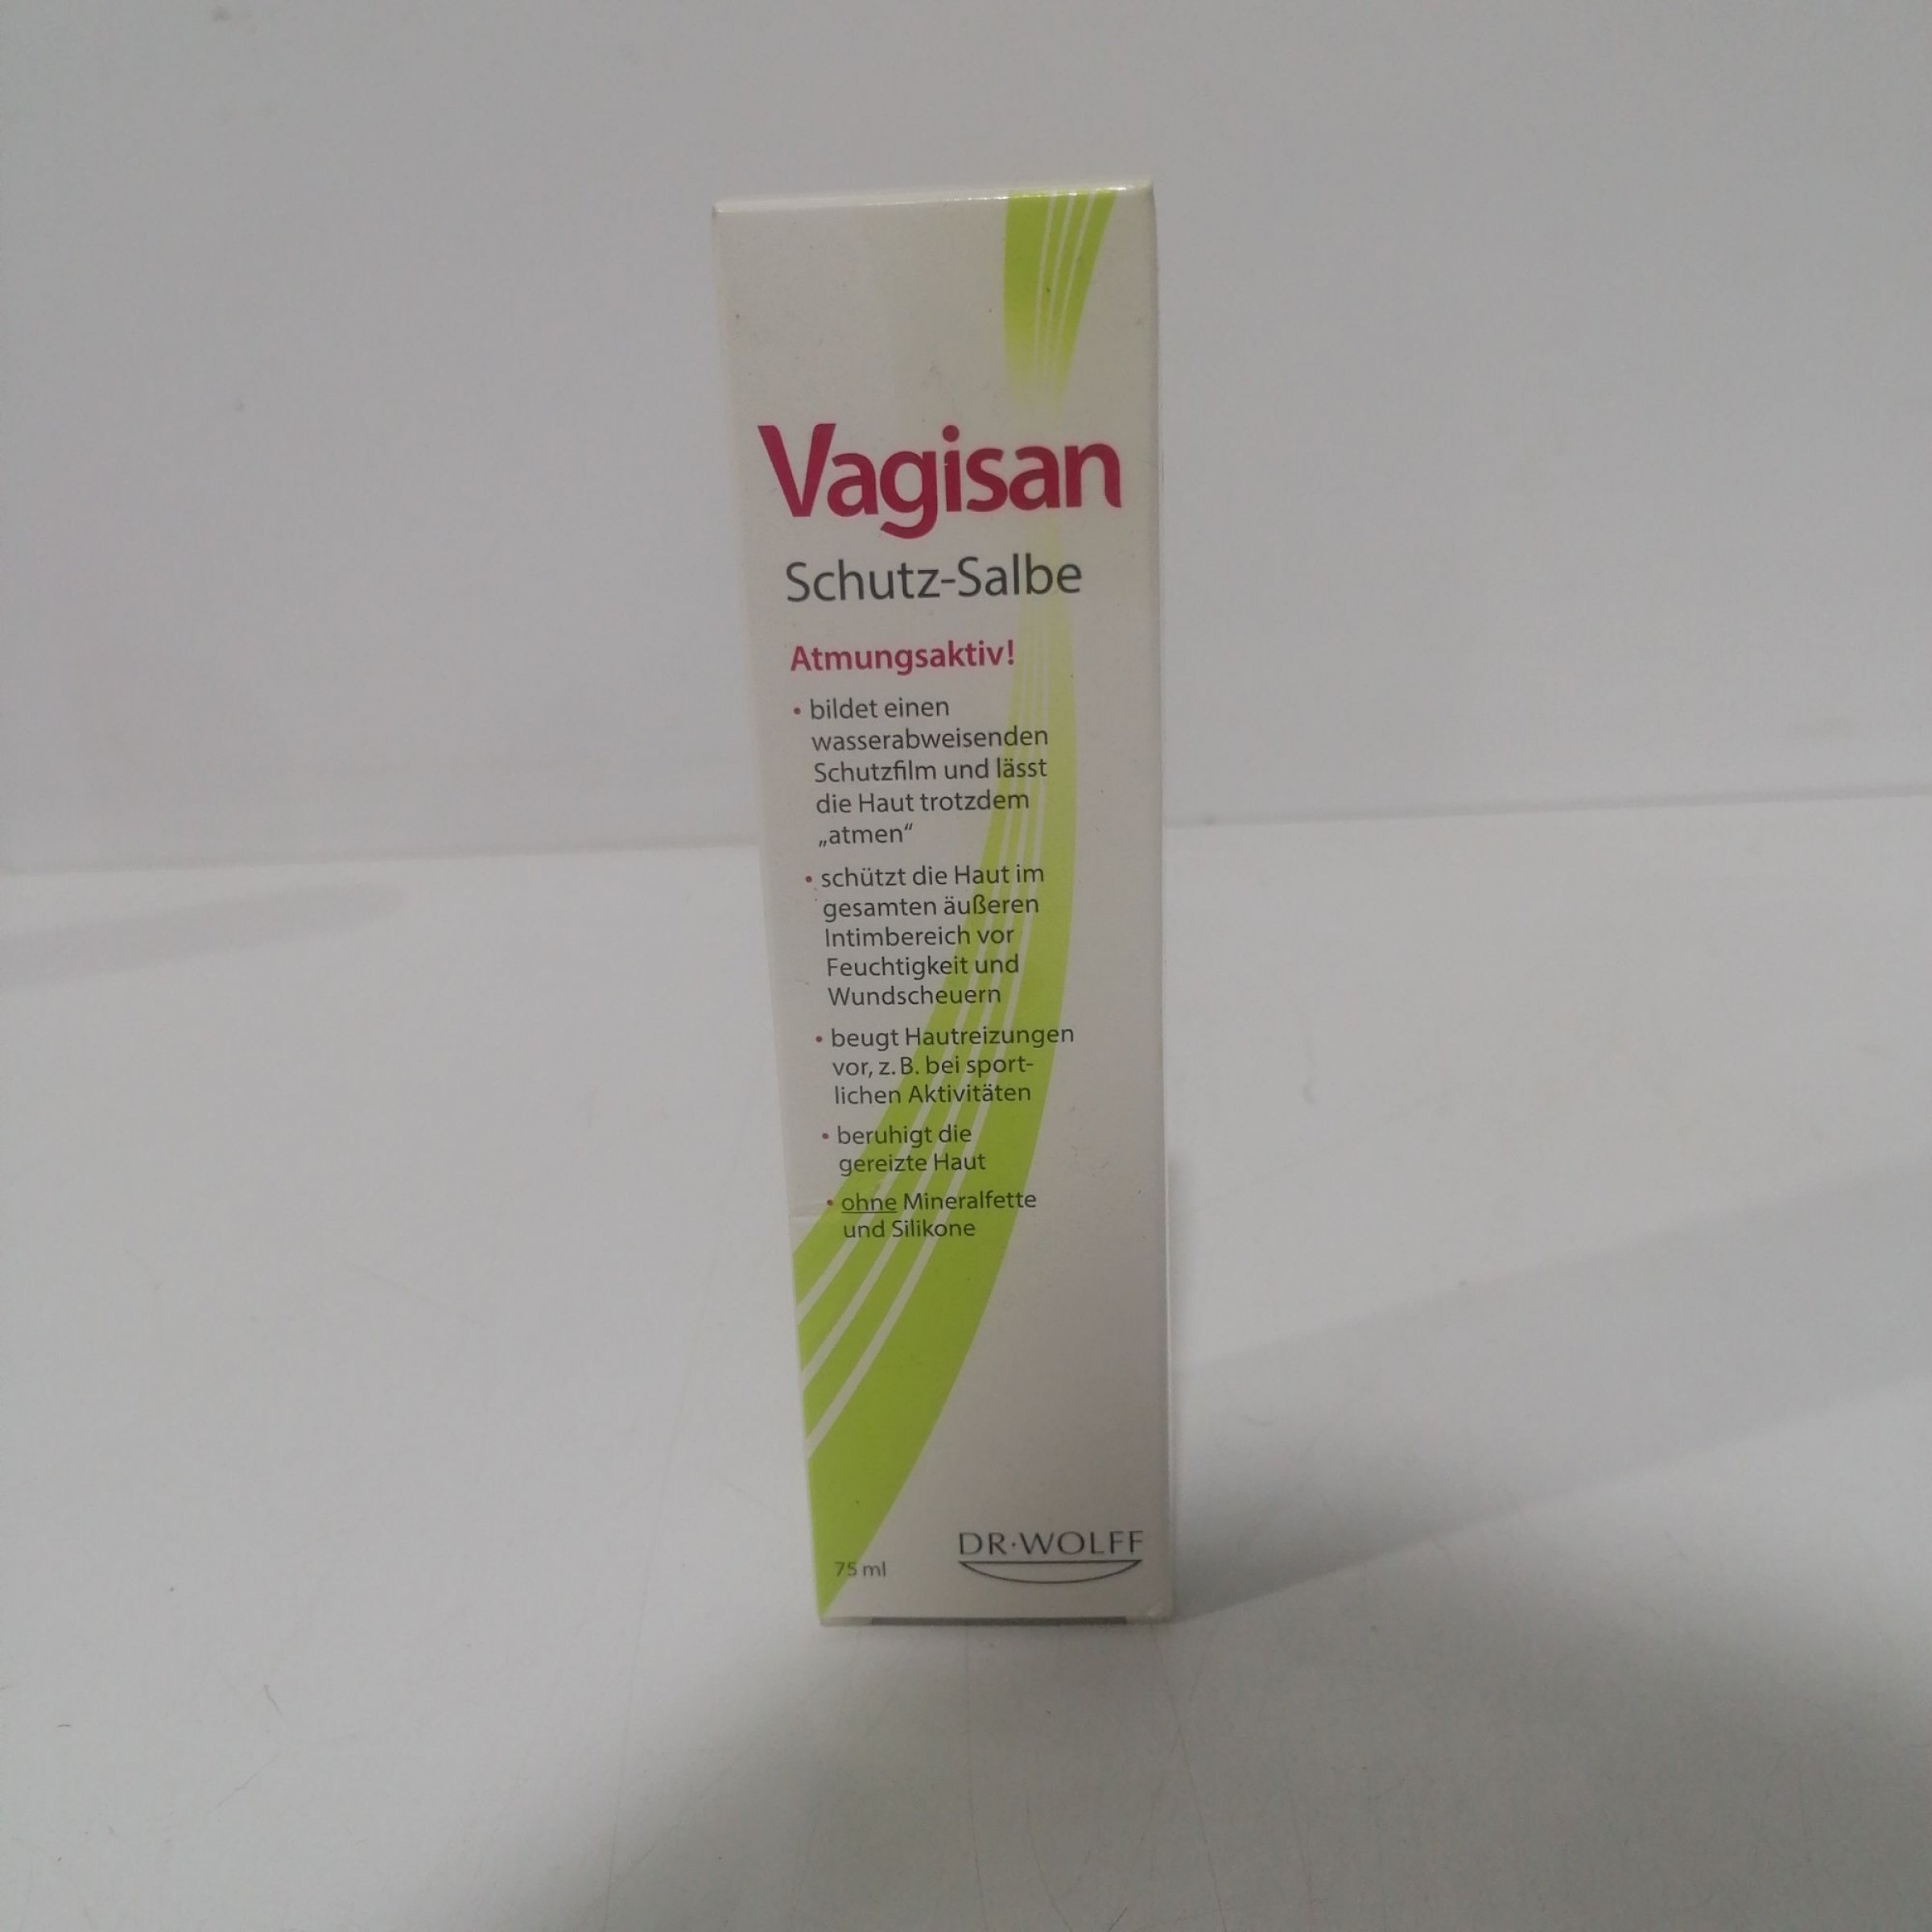 Vagisan
Schutz-Salbe
Atmungsaktiv!
• bildet einen
wasserabweisenden
Schutzfilm und lässt
die Haut trotzdem
„atmen“
• schützt die Haut im
gesamten äußeren
Intimbereich vor
Feuchtigkeit und
Wundscheuern
• beugt Hautreizungen
vor, z. B. bei sport-
lichen Aktivitäten
• beruhigt die
gereizte Haut
• ohne Mineralfette
und Silikone
DR·WOLFF
75 ml